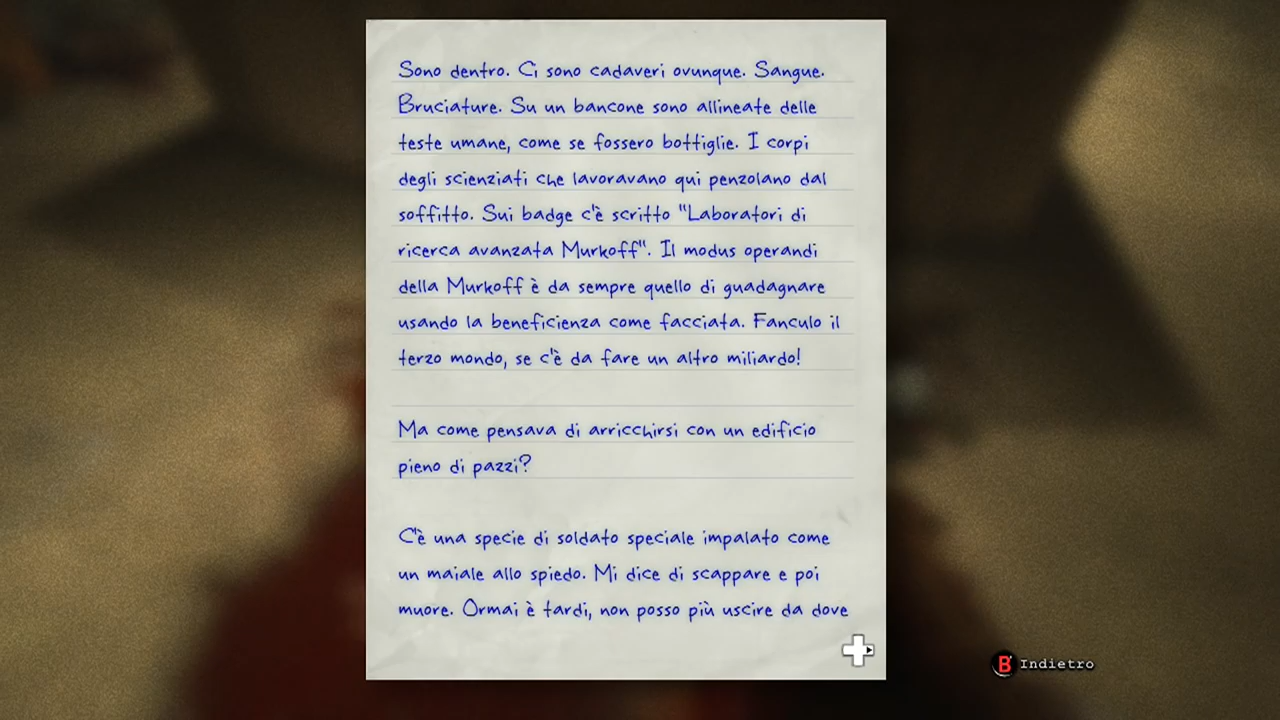 Sono dentro. Ci sono cadaveri ovunque. Sangue.
Bruciature. Su un bancone sono allineate delle
teste umane, come se fossero bottiglie. I corpi
degli scienziati che lavoravano qui penzolano dal
soffitto. Sui badge c'è scritto "Laboratori di
ricerca avanzata Murkoff". Il modus operandi
della Murkoff è da sempre quello di guadagnare
usando la beneficienza come facciata. Fanculo il
terzo mondo, se c'è da fare un altro miliardo!
Ma come pensava di arricchirsi con un edificio
pieno di pazzi?
C'è una specie di soldato speciale impalato come
un maiale allo spiedo. Mi dice di scappare e poi
muore. Ormai è tardi, non posso più uscire da dove
B Indietro